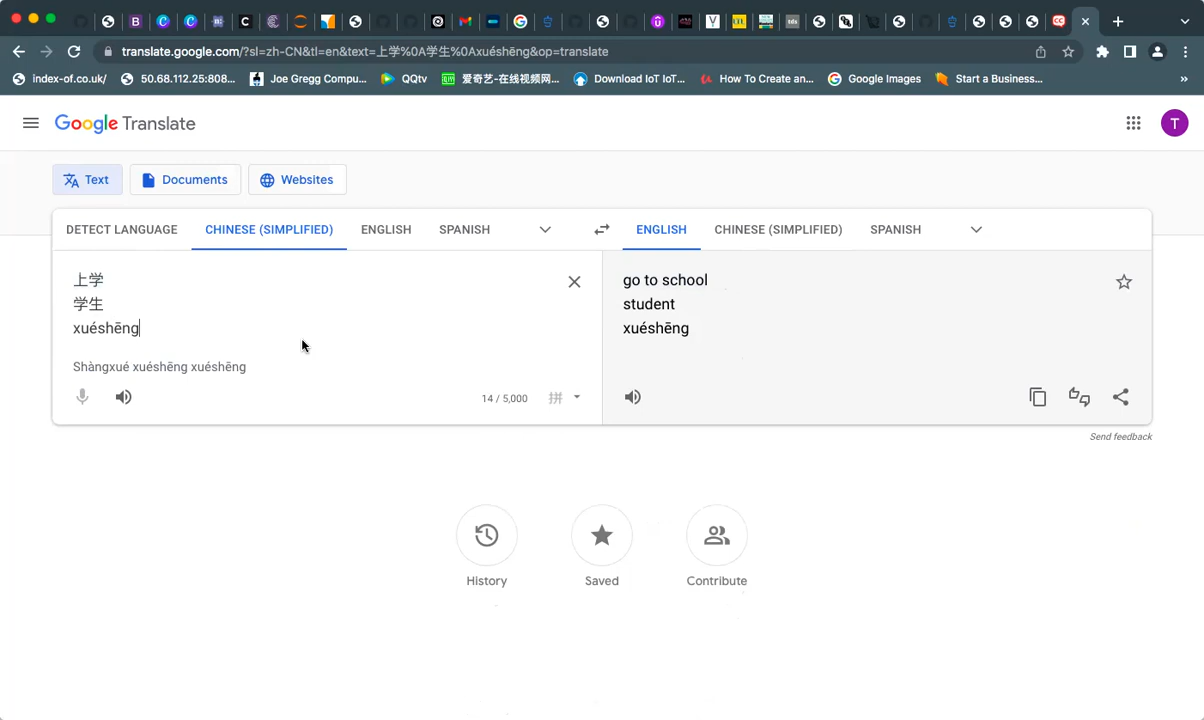 translate.google.com/?sl=zh-CN&tl=en&text=上学%0A学生%0Axuéshēng&op=translate
index-of.co.uk/ 50.68.112.25:808... Joe Gregg Compu... QQtv 爱奇艺-在线视频网... Download IoT IoT... How To Create an... Google Images Start a Business... »
Google Translate T
Text Documents Websites
DETECT LANGUAGE CHINESE (SIMPLIFIED) ENGLISH SPANISH ENGLISH CHINESE (SIMPLIFIED) SPANISH
上学 go to school
学生 student
xuéshēng xuéshēng
Shàngxué xuéshēng xuéshēng
14 / 5,000 拼
Send feedback
History Saved Contribute